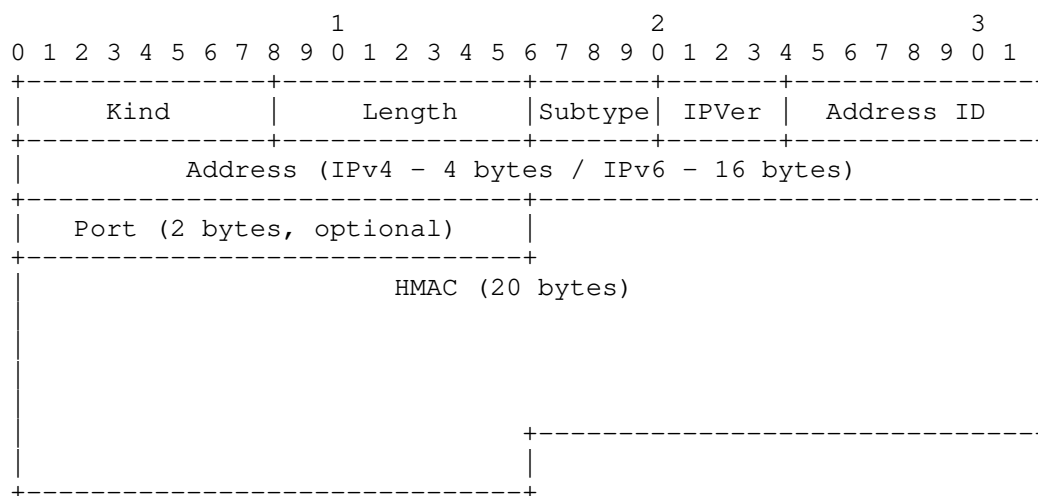 1 2 3
0 1 2 3 4 5 6 7 8 9 0 1 2 3 4 5 6 7 8 9 0 1 2 3 4 5 6 7 8 9 0 1
Kind Length Subtype IPVer Address ID
Address (IPv4 - 4 bytes / IPv6 - 16 bytes)
Port (2 bytes, optional)
HMAC (20 bytes)